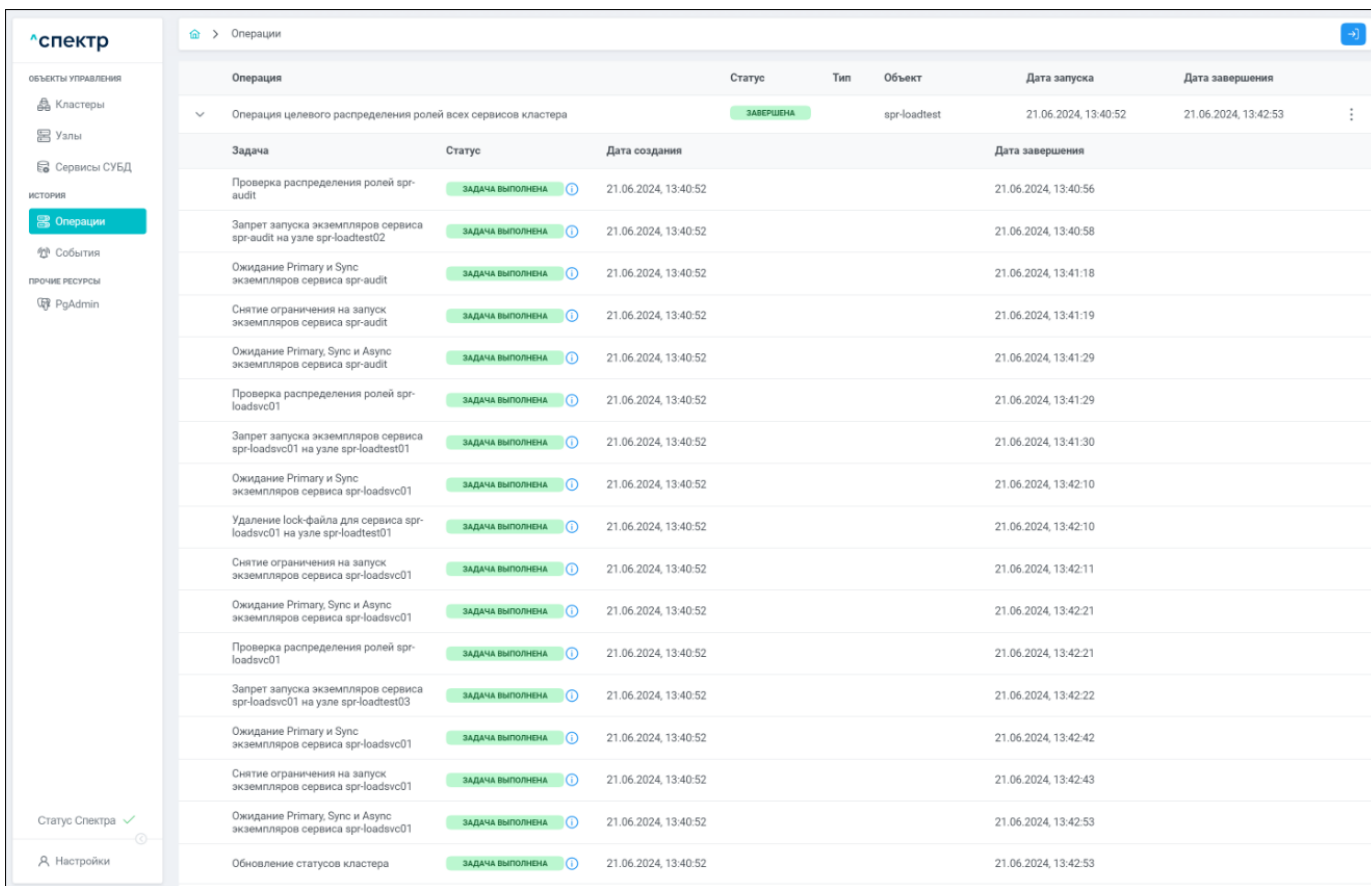 ^спектр
ОБЪЕКТЫ УПРАВЛЕНИЯ
Кластеры
Узлы
Сервисы СУБД
ИСТОРИЯ
Операции
События
ПРОЧИЕ РЕСУРСЫ
PgAdmin
Статус Спектра
Настройки
> Операции
Операция Статус Тип Объект Дата запуска Дата завершения
Операция целевого распределения ролей всех сервисов кластера ЗАВЕРШЕНА spr-loadtest 21.06.2024, 13:40:52 21.06.2024, 13:42:53
Задача Статус Дата создания Дата завершения
Проверка распределения ролей spr-
audit
ЗАДАЧА ВЫПОЛНЕНА 21.06.2024, 13:40:52 21.06.2024, 13:40:56
Запрет запуска экземпляров сервиса
spr-audit на узле spr-loadtest02
ЗАДАЧА ВЫПОЛНЕНА 21.06.2024, 13:40:52 21.06.2024, 13:40:58
Ожидание Primary и Sync
экземпляров сервиса spr-audit
ЗАДАЧА ВЫПОЛНЕНА 21.06.2024, 13:40:52 21.06.2024, 13:41:18
Снятие ограничения на запуск
экземпляров сервиса spr-audit
ЗАДАЧА ВЫПОЛНЕНА 21.06.2024, 13:40:52 21.06.2024, 13:41:19
Ожидание Primary, Sync и Async
экземпляров сервиса spr-audit
ЗАДАЧА ВЫПОЛНЕНА 21.06.2024, 13:40:52 21.06.2024, 13:41:29
Проверка распределения ролей spr-
loadsvc01
ЗАДАЧА ВЫПОЛНЕНА 21.06.2024, 13:40:52 21.06.2024, 13:41:29
Запрет запуска экземпляров сервиса
spr-loadsvc01 на узле spr-loadtest01
ЗАДАЧА ВЫПОЛНЕНА 21.06.2024, 13:40:52 21.06.2024, 13:41:30
Ожидание Primary и Sync
экземпляров сервиса spr-loadsvc01
ЗАДАЧА ВЫПОЛНЕНА 21.06.2024, 13:40:52 21.06.2024, 13:42:10
Удаление lock-файла для сервиса spr-
loadsvc01 на узле spr-loadtest01
ЗАДАЧА ВЫПОЛНЕНА 21.06.2024, 13:40:52 21.06.2024, 13:42:10
Снятие ограничения на запуск
экземпляров сервиса spr-loadsvc01
ЗАДАЧА ВЫПОЛНЕНА 21.06.2024, 13:40:52 21.06.2024, 13:42:11
Ожидание Primary, Sync и Async
экземпляров сервиса spr-loadsvc01
ЗАДАЧА ВЫПОЛНЕНА 21.06.2024, 13:40:52 21.06.2024, 13:42:21
Проверка распределения ролей spr-
loadsvc01
ЗАДАЧА ВЫПОЛНЕНА 21.06.2024, 13:40:52 21.06.2024, 13:42:21
Запрет запуска экземпляров сервиса
spr-loadsvc01 на узле spr-loadtest03
ЗАДАЧА ВЫПОЛНЕНА 21.06.2024, 13:40:52 21.06.2024, 13:42:22
Ожидание Primary и Sync
экземпляров сервиса spr-loadsvc01
ЗАДАЧА ВЫПОЛНЕНА 21.06.2024, 13:40:52 21.06.2024, 13:42:42
Снятие ограничения на запуск
экземпляров сервиса spr-loadsvc01
ЗАДАЧА ВЫПОЛНЕНА 21.06.2024, 13:40:52 21.06.2024, 13:42:43
Ожидание Primary, Sync и Async
экземпляров сервиса spr-loadsvc01
ЗАДАЧА ВЫПОЛНЕНА 21.06.2024, 13:40:52 21.06.2024, 13:42:53
Обновление статусов кластера ЗАДАЧА ВЫПОЛНЕНА 21.06.2024, 13:40:52 21.06.2024, 13:42:53